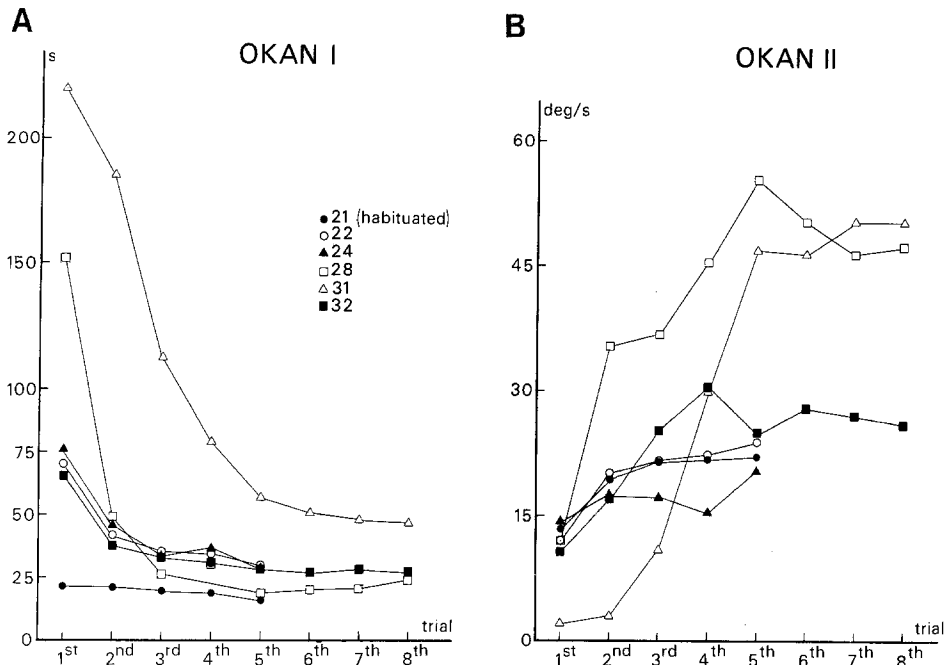 A
OKAN I
s
200
150
100
75
50
25
0
21 (habituated)
22
24
28
31
32
trial
1st 2nd 3rd 4th 5th 6th 7th 8th
B
OKAN II
deg/s
60
45
30
15
0
trial
1st 2nd 3rd 4th 5th 6th 7th 8th